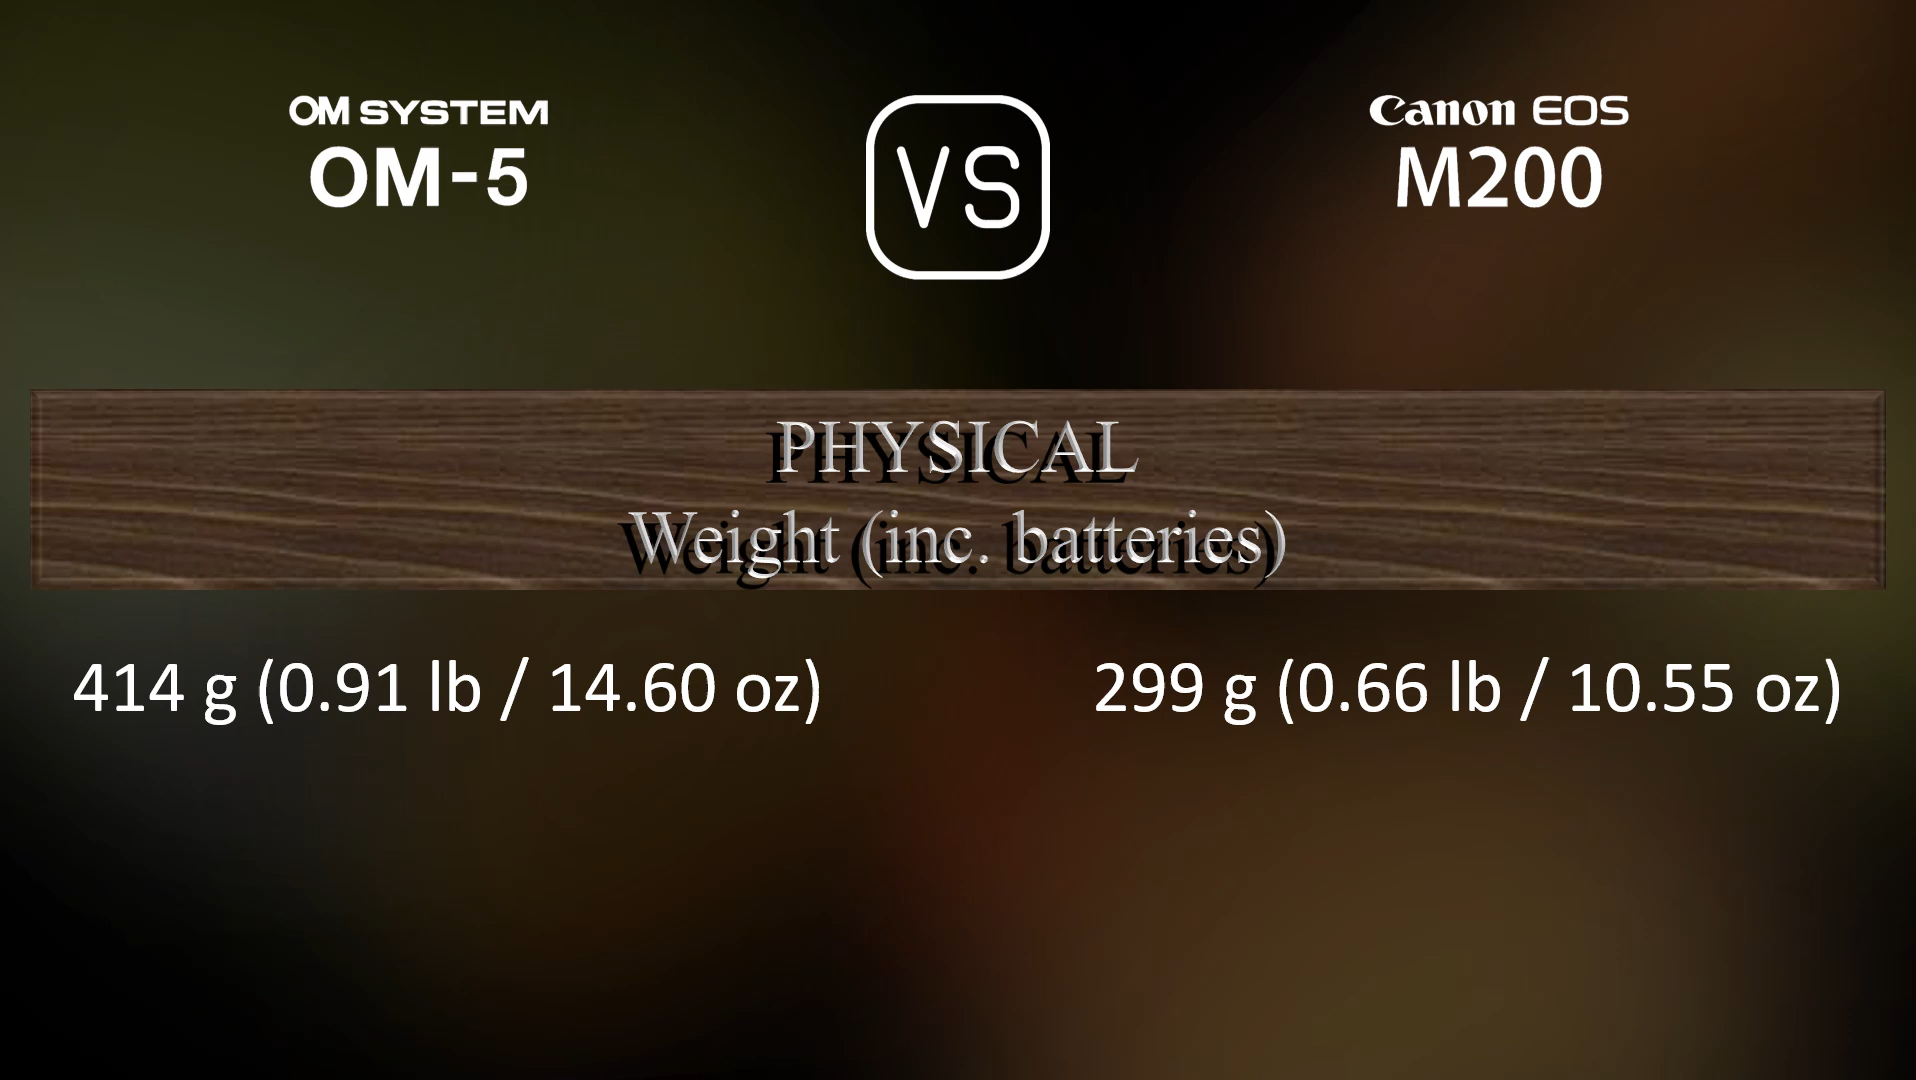 OM SYSTEM
OM-5
VS
Canon EOS
M200
PHYSICAL
Weight (inc. batteries)
414 g (0.91 lb / 14.60 oz)
299 g (0.66 lb / 10.55 oz)